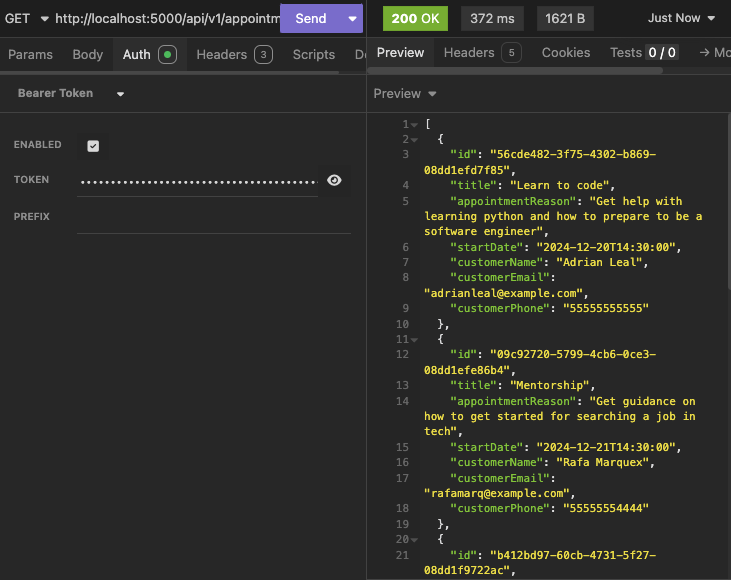 GET http://localhost:5000/api/v1/appointm Send
200 OK 372 ms 1621 B Just Now
Params Body Auth Headers 3 Scripts Do
Preview Headers 5 Cookies Tests 0 / 0 → Mo
Bearer Token
Preview
ENABLED
TOKEN ••••••••••••••••••••••••••••••••••
PREFIX
1 [
2 {
3 "id": "56cde482-3f75-4302-b869-
08dd1efd7f85",
4 "title": "Learn to code",
5 "appointmentReason": "Get help with
learning python and how to prepare to be a
software engineer",
6 "startDate": "2024-12-20T14:30:00",
7 "customerName": "Adrian Leal",
8 "customerEmail":
"adrianleal@example.com",
9 "customerPhone": "55555555555"
10 },
11 {
12 "id": "09c92720-5799-4cb6-0ce3-
08dd1efe86b4",
13 "title": "Mentorship",
14 "appointmentReason": "Get guidance on
how to get started for searching a job in
tech",
15 "startDate": "2024-12-21T14:30:00",
16 "customerName": "Rafa Marquex",
17 "customerEmail":
"rafamarq@example.com",
18 "customerPhone": "55555554444"
19 },
20 {
21 "id": "b412bd97-60cb-4731-5f27-
08dd1f9722ac",